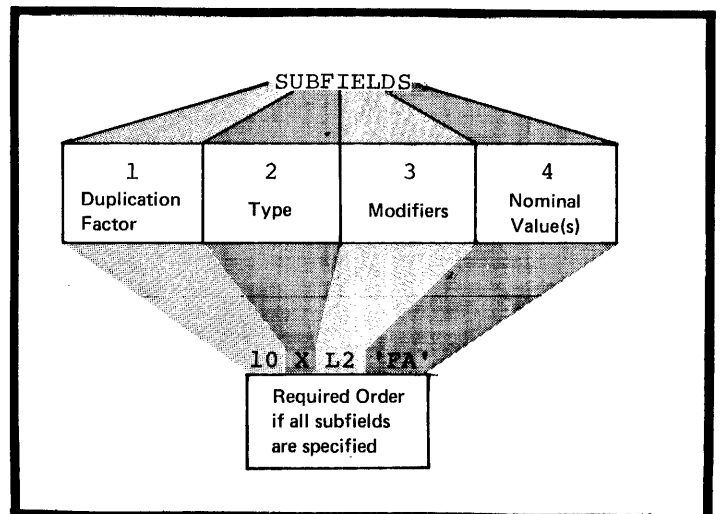 SUBFIELDS
1 2 3 4
Duplication Factor
Type
Modifiers
Nominal Value(s)
10 X L2 'FA'
Required Order
if all subfields
are specified